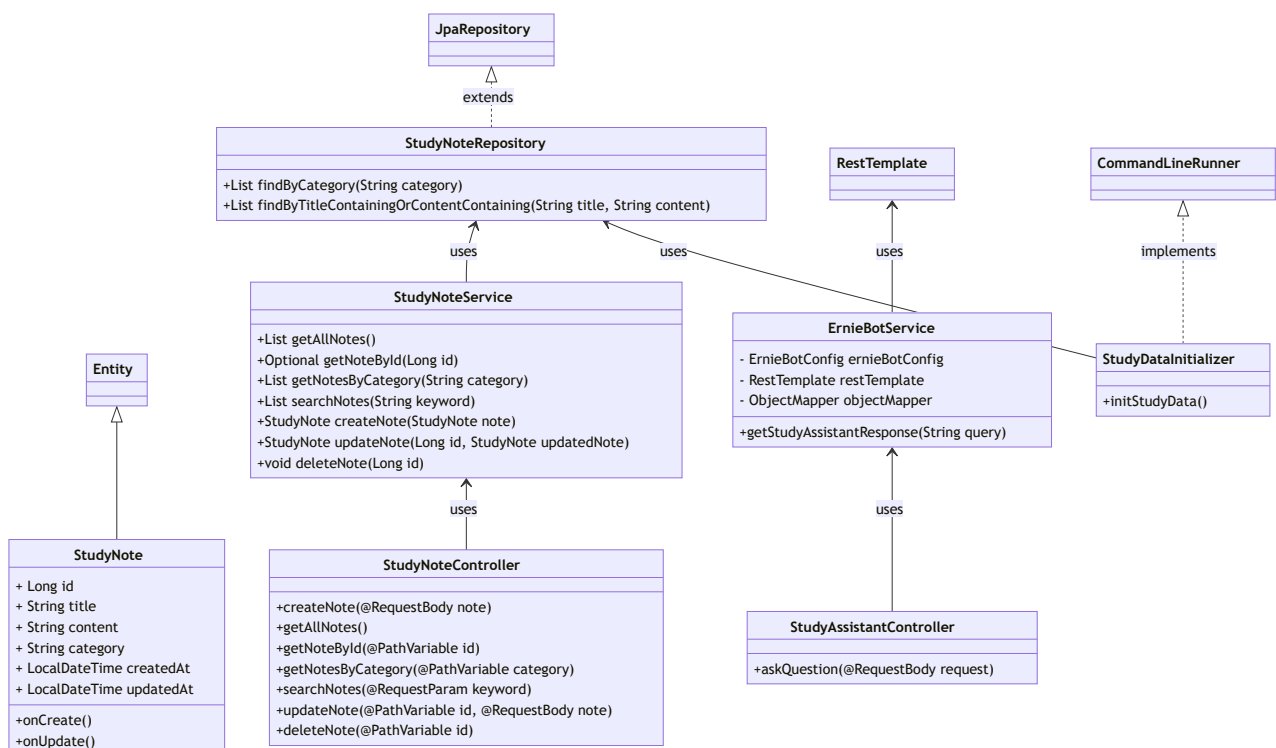 JpaRepository
extends
StudyNoteRepository
+List findByCategory(String category)
+List findByTitleContainingOrContentContaining(String title, String content)
RestTemplate
CommandLineRunner
uses
uses
uses
implements
StudyNoteService
+List getAllNotes()
+Optional getNoteById(Long id)
+List getNotesByCategory(String category)
+List searchNotes(String keyword)
+StudyNote createNote(StudyNote note)
+StudyNote updateNote(Long id, StudyNote updatedNote)
+void deleteNote(Long id)
ErnieBotService
- ErnieBotConfig ernieBotConfig
- RestTemplate restTemplate
- ObjectMapper objectMapper
+getStudyAssistantResponse(String query)
StudyDataInitializer
+initStudyData()
Entity
uses
uses
StudyNote
+ Long id
+ String title
+ String content
+ String category
+ LocalDateTime createdAt
+ LocalDateTime updatedAt
+onCreate()
+onUpdate()
StudyNoteController
+createNote(@RequestBody note)
+getAllNotes()
+getNoteById(@PathVariable id)
+getNotesByCategory(@PathVariable category)
+searchNotes(@RequestParam keyword)
+updateNote(@PathVariable id, @RequestBody note)
+deleteNote(@PathVariable id)
StudyAssistantController
+askQuestion(@RequestBody request)